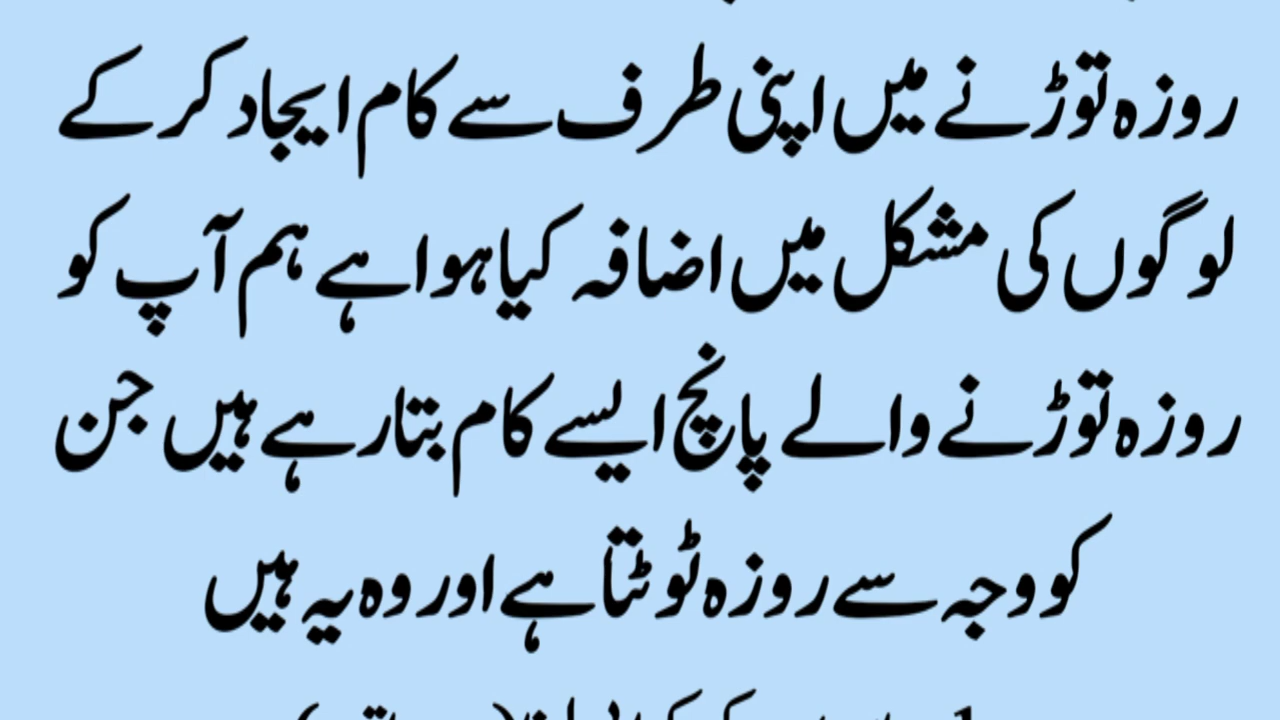 روزہ توڑنے میں اپنی طرف سے کام ایجاد کر کے
لوگوں کی مشکل میں اضافہ کیا ہوا ہے ہم آپ کو
روزہ توڑنے والے پانچ ایسے کام بتا رہے ہیں جن
کو وجہ سے روزہ ٹوٹتا ہے اور وہ یہ ہیں